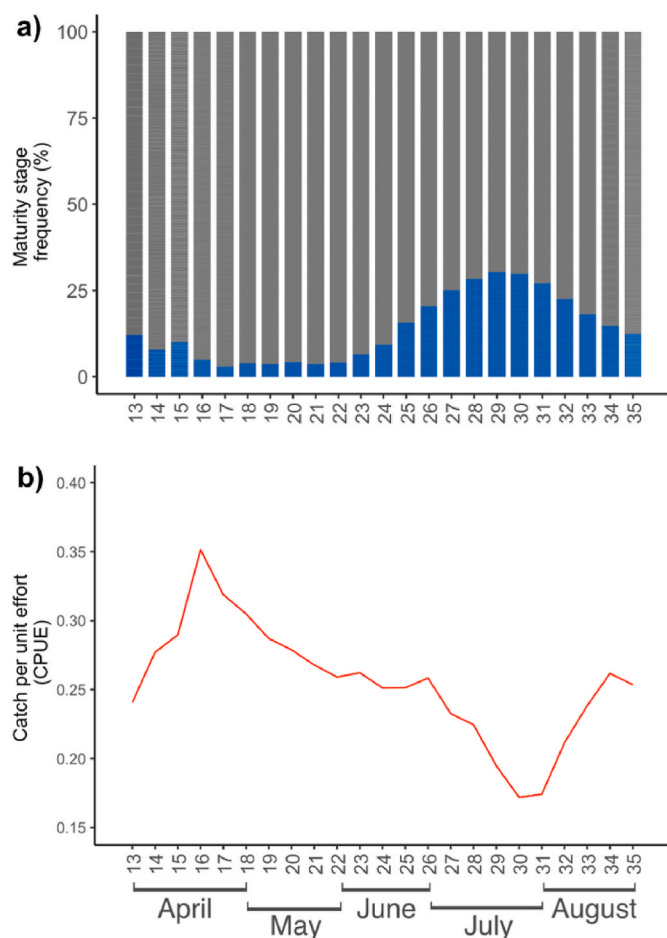 a)
Maturity stage
frequency (%)
100
75
50
25
0
13 14 15 16 17 18 19 20 21 22 23 24 25 26 27 28 29 30 31 32 33 34 35
b)
Catch per unit effort
(CPUE)
0.40
0.35
0.30
0.25
0.20
0.15
13 14 15 16 17 18 19 20 21 22 23 24 25 26 27 28 29 30 31 32 33 34 35
April May June July August